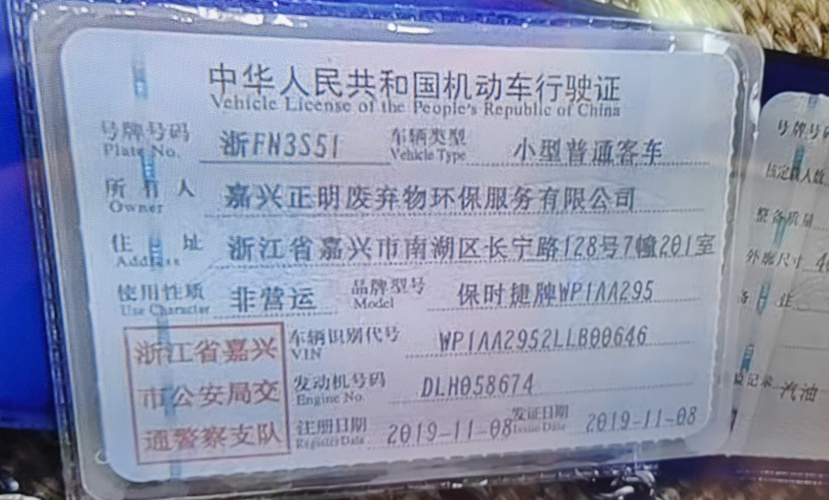 中华人民共和国机动车行驶证
Vehicle License of the People's Republic of China
号牌号码 浙FN3S51 车辆类型 小型普通客车
Plate No. Vehicle Type
所有人 嘉兴正明废弃物环保服务有限公司
Owner
住址 浙江省嘉兴市南湖区长宁路128号7幢201室
Address
使用性质 非营运 品牌型号 保时捷牌WP1AA295
Use Character Model
浙江省嘉兴
市公安局交
通警察支队
车辆识别代号 WP1AA2952LLB00646
VIN
发动机号码 DLH058674
Engine No.
注册日期 2019-11-08 发证日期 2019-11-08
Register Date Issue Date
号牌号码
核定载人数
整备质量
外廓尺寸
备注
记录 汽油